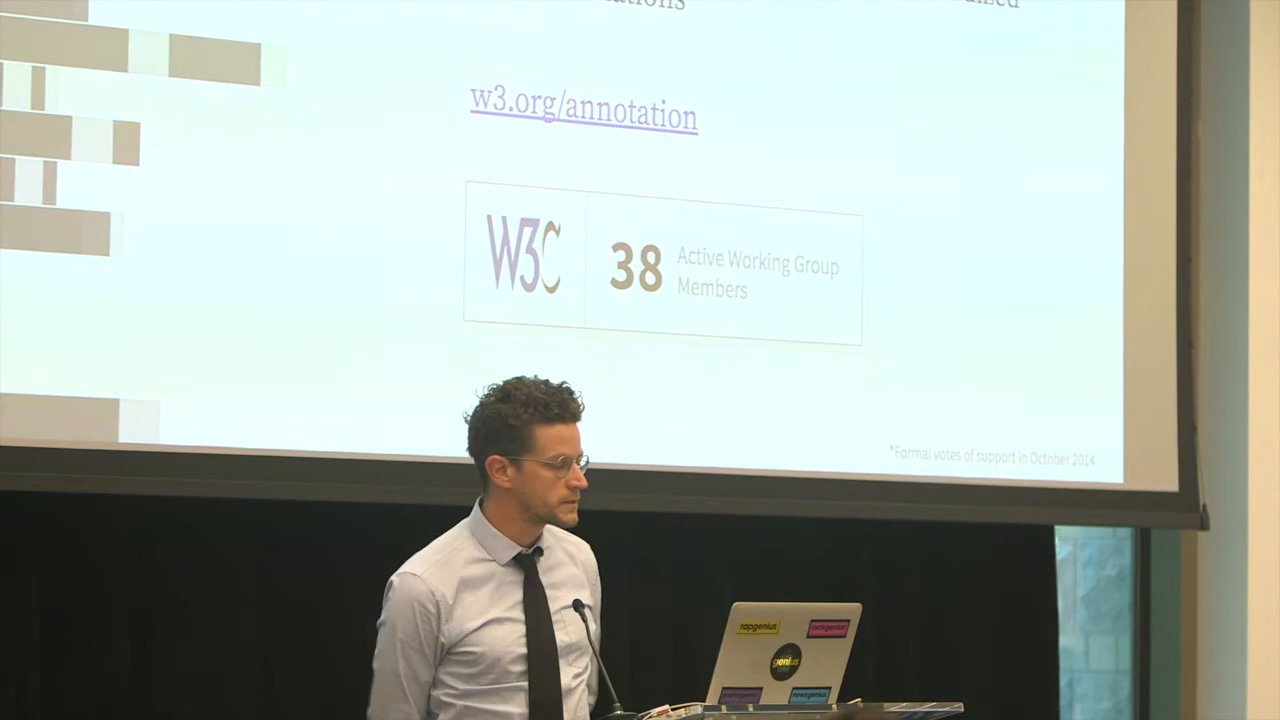 w3.org/annotation
W3C
38
Active Working Group
Members
*Formal votes of support in October 2014
rapgenius
rockgenius
genius
newsgenius